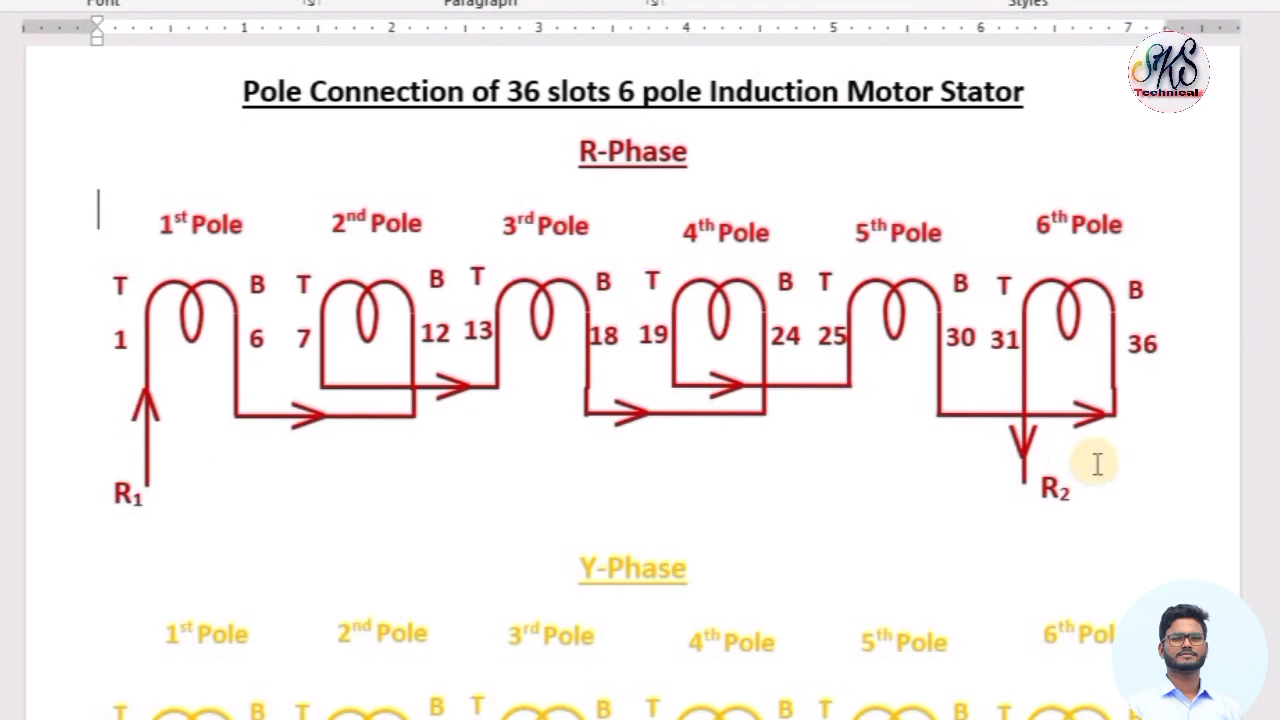 Font
Paragraph
Styles
1 2 3 4 5 6 7
SKS
Technical
Pole Connection of 36 slots 6 pole Induction Motor Stator
R-Phase
1st Pole 2nd Pole 3rd Pole 4th Pole 5th Pole 6th Pole
T B T B T B T B T B T B
1 6 7 12 13 18 19 24 25 30 31 36
R1 R2
Y-Phase
1st Pole 2nd Pole 3rd Pole 4th Pole 5th Pole 6th Pol
T B T B T B T B T B T